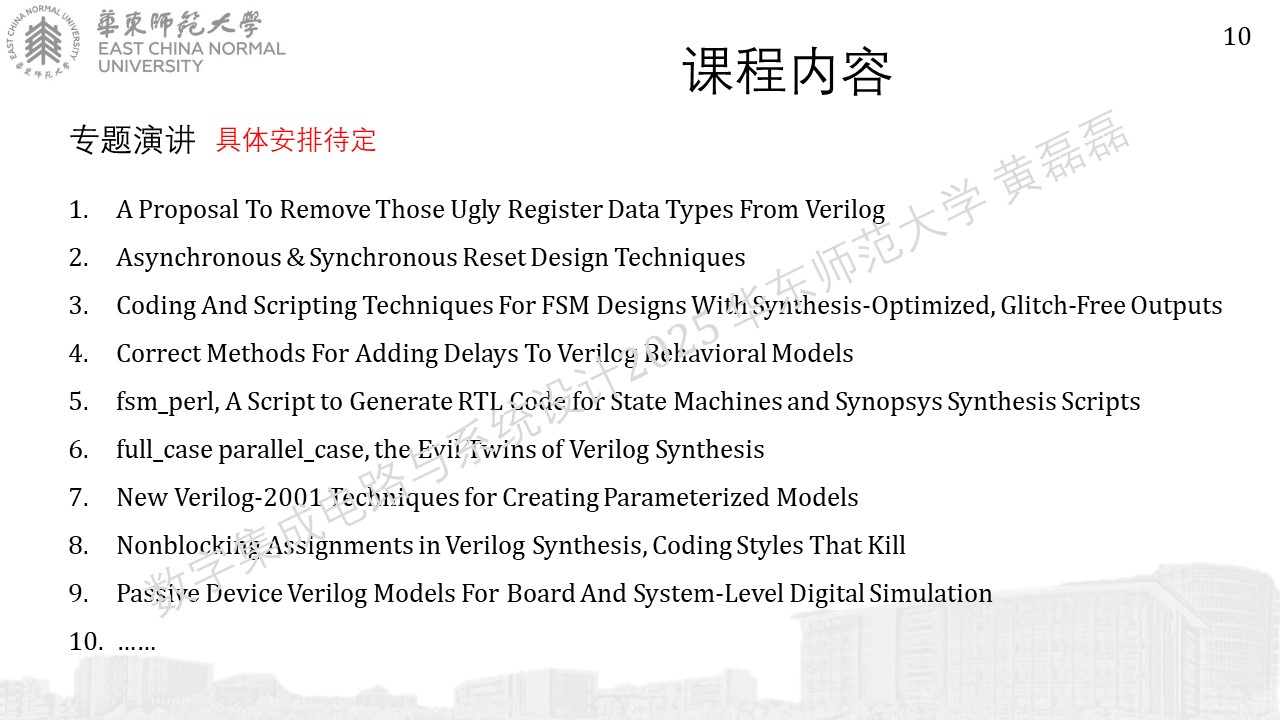 華東師範大學
EAST CHINA NORMAL
UNIVERSITY
EAST CHINA NORMAL UNIVERSITY
華東师范大學
10
课程内容
专题演讲 具体安排待定
1. A Proposal To Remove Those Ugly Register Data Types From Verilog
2. Asynchronous & Synchronous Reset Design Techniques
3. Coding And Scripting Techniques For FSM Designs With Synthesis-Optimized, Glitch-Free Outputs
4. Correct Methods For Adding Delays To Verilog Behavioral Models
5. fsm_perl, A Script to Generate RTL Code for State Machines and Synopsys Synthesis Scripts
6. full_case parallel_case, the Evil Twins of Verilog Synthesis
7. New Verilog-2001 Techniques for Creating Parameterized Models
8. Nonblocking Assignments in Verilog Synthesis, Coding Styles That Kill
9. Passive Device Verilog Models For Board And System-Level Digital Simulation
10. ……
数字集成电路与系统设计2025 华东师范大学 黄磊磊